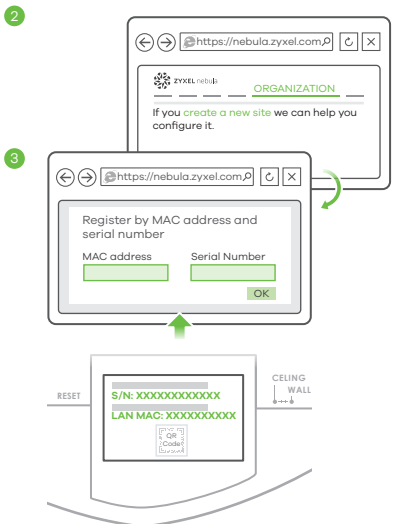 2
https://nebula.zyxel.com
ZYXEL nebula
ORGANIZATION
If you create a new site we can help you
configure it.
3
https://nebula.zyxel.com
Register by MAC address and
serial number
MAC address Serial Number
OK
RESET
S/N: XXXXXXXXXXXX
LAN MAC: XXXXXXXXXX
QR
Code
CELING
WALL